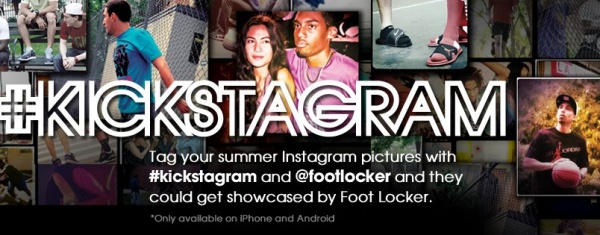 #KICKSTAGRAM
Tag your summer Instagram pictures with
#kickstagram and @footlocker and they
could get showcased by Foot Locker.
*Only available on iPhone and Android